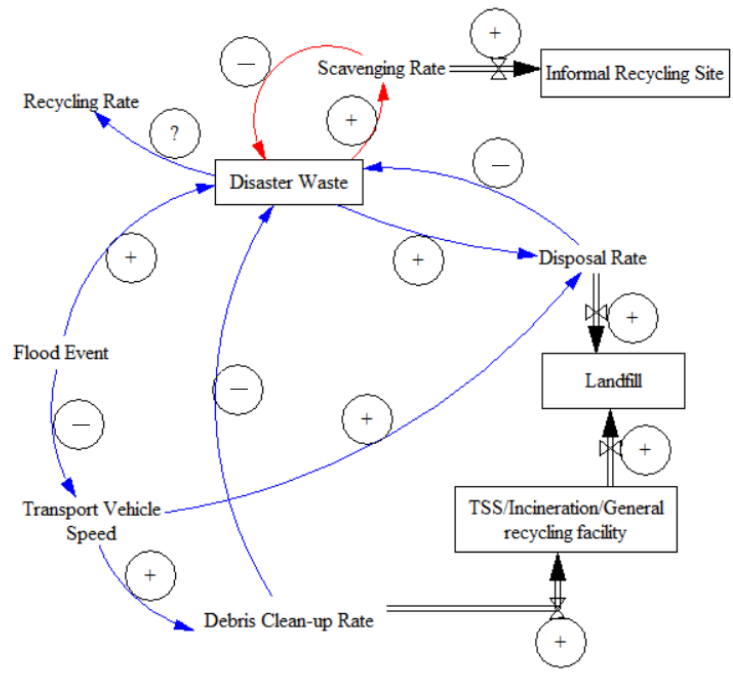 +
—
Scavenging Rate
Informal Recycling Site
Recycling Rate
?
+
Disaster Waste
—
+
+
Disposal Rate
+
Flood Event
Landfill
—
—
+
+
Transport Vehicle
Speed
TSS/Incineration/General
recycling facility
+
Debris Clean-up Rate
+